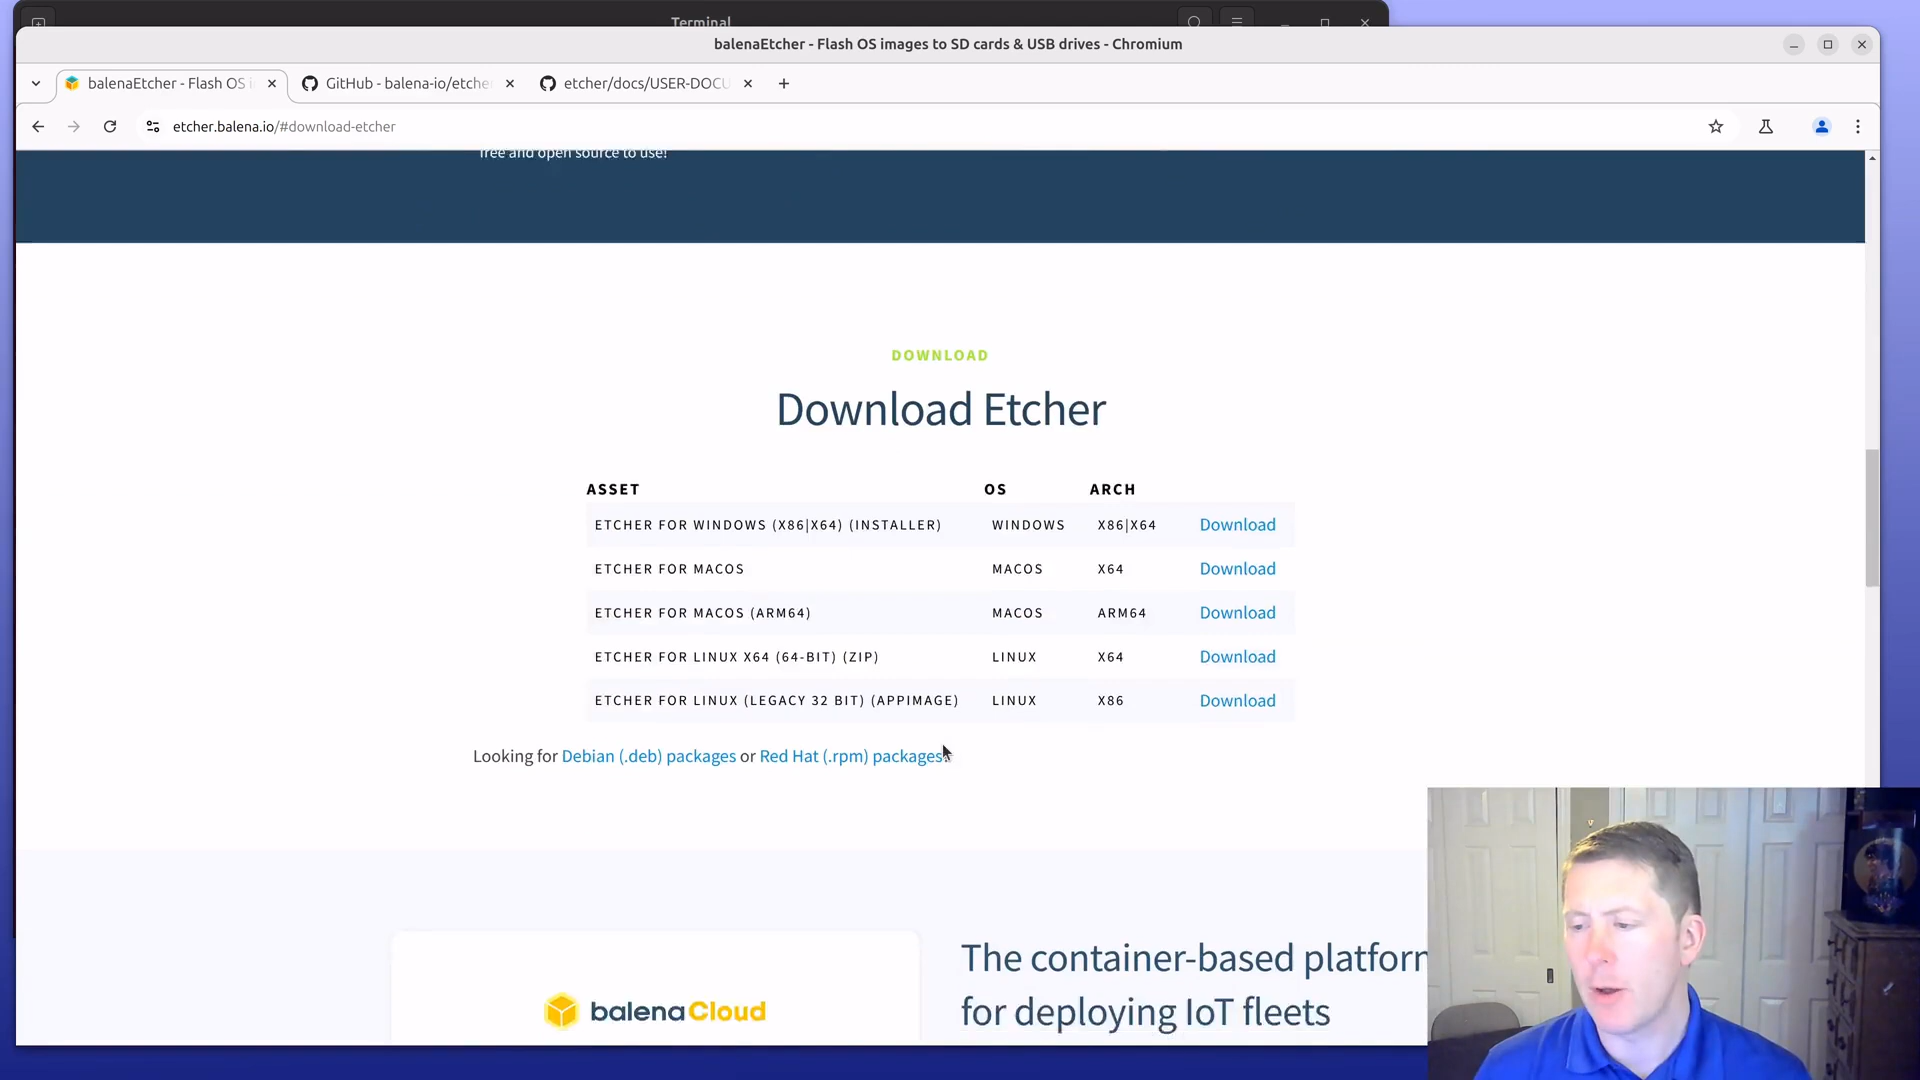 Terminal
balenaEtcher - Flash OS images to SD cards & USB drives - Chromium
balenaEtcher - Flash OS i
GitHub - balena-io/etche
etcher/docs/USER-DOCU
etcher.balena.io/#download-etcher
free and open source to use!
DOWNLOAD
Download Etcher
ASSET OS ARCH
ETCHER FOR WINDOWS (X86|X64) (INSTALLER) WINDOWS X86|X64 Download
ETCHER FOR MACOS MACOS X64 Download
ETCHER FOR MACOS (ARM64) MACOS ARM64 Download
ETCHER FOR LINUX X64 (64-BIT) (ZIP) LINUX X64 Download
ETCHER FOR LINUX (LEGACY 32 BIT) (APPIMAGE) LINUX X86 Download
Looking for Debian (.deb) packages or Red Hat (.rpm) packages
balenaCloud
The container-based platform
for deploying IoT fleets